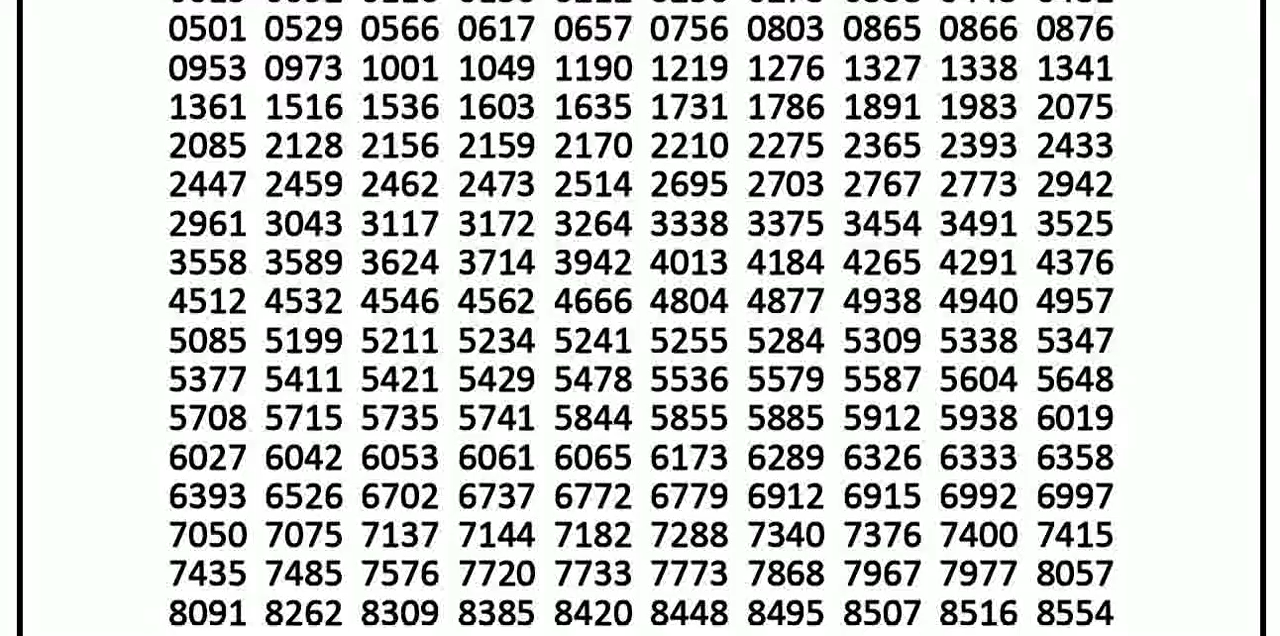 0501 0529 0566 0617 0657 0756 0803 0865 0866 0876
0953 0973 1001 1049 1190 1219 1276 1327 1338 1341
1361 1516 1536 1603 1635 1731 1786 1891 1983 2075
2085 2128 2156 2159 2170 2210 2275 2365 2393 2433
2447 2459 2462 2473 2514 2695 2703 2767 2773 2942
2961 3043 3117 3172 3264 3338 3375 3454 3491 3525
3558 3589 3624 3714 3942 4013 4184 4265 4291 4376
4512 4532 4546 4562 4666 4804 4877 4938 4940 4957
5085 5199 5211 5234 5241 5255 5284 5309 5338 5347
5377 5411 5421 5429 5478 5536 5579 5587 5604 5648
5708 5715 5735 5741 5844 5855 5885 5912 5938 6019
6027 6042 6053 6061 6065 6173 6289 6326 6333 6358
6393 6526 6702 6737 6772 6779 6912 6915 6992 6997
7050 7075 7137 7144 7182 7288 7340 7376 7400 7415
7435 7485 7576 7720 7733 7773 7868 7967 7977 8057
8091 8262 8309 8385 8420 8448 8495 8507 8516 8554